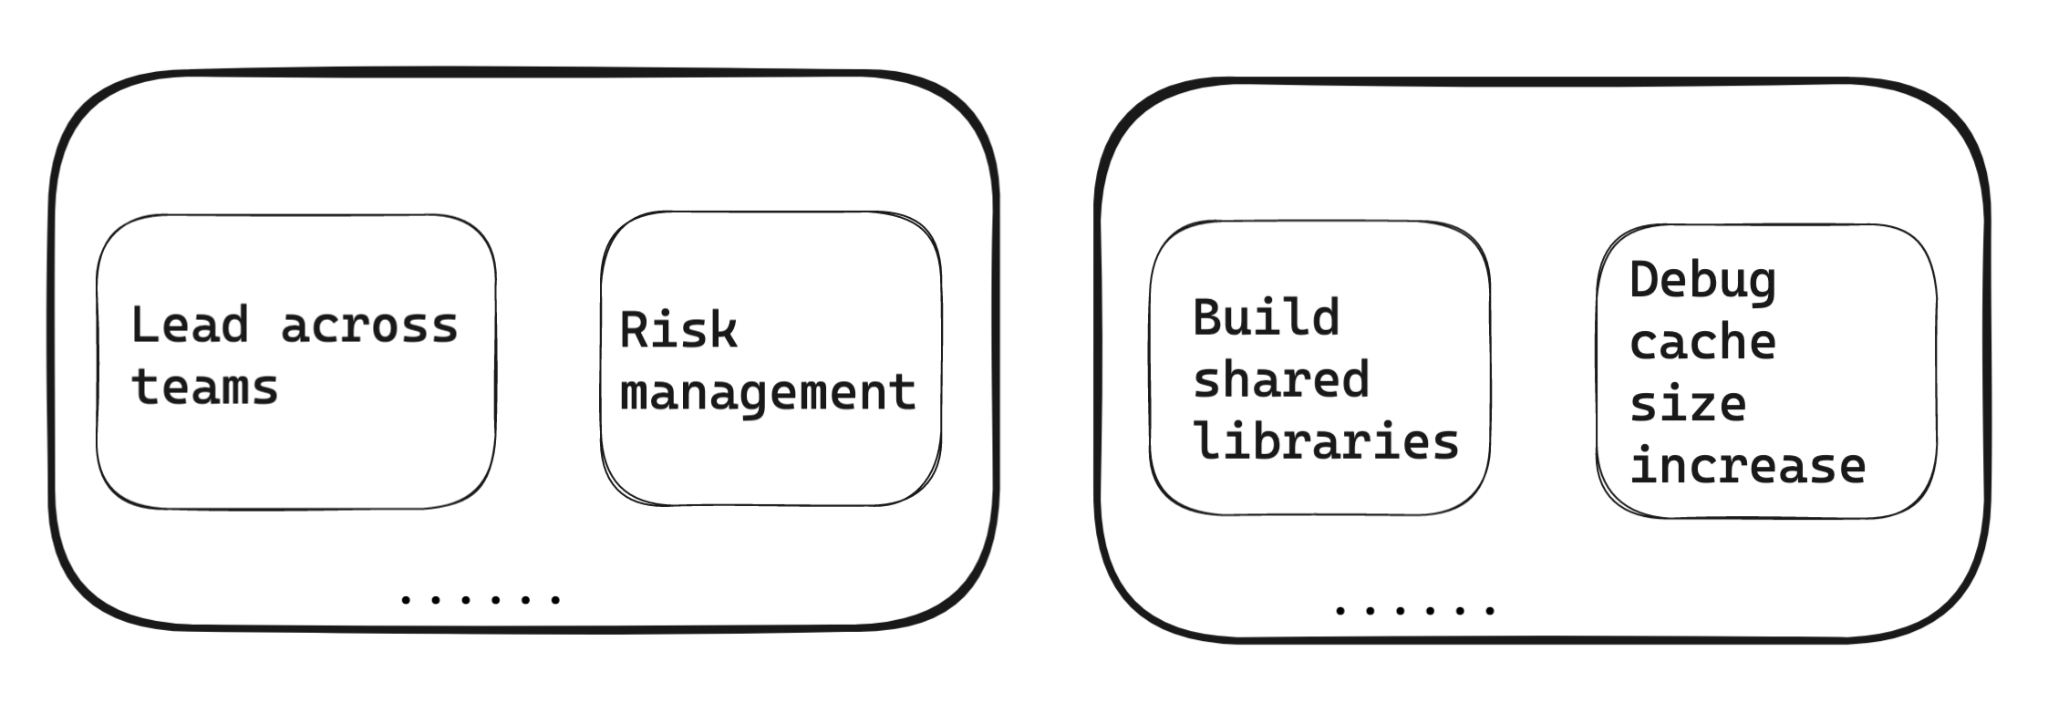 Lead across
teams
Risk
management
......
Build
shared
libraries
Debug
cache
size
increase
......